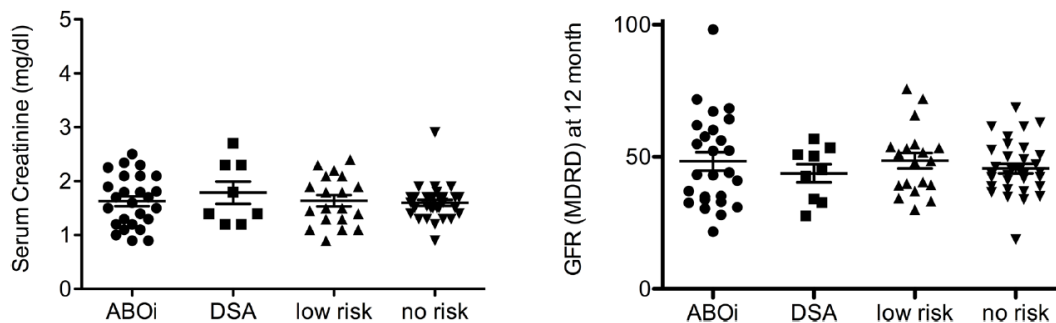 Serum Creatinine (mg/dl)
5
4
3
2
1
0
ABOi DSA low risk no risk
GFR (MDRD) at 12 month
100
50
0
ABOi DSA low risk no risk